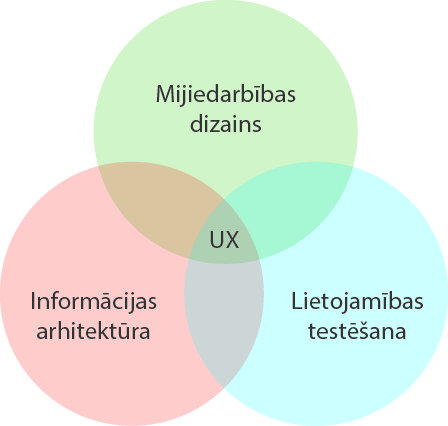 Mijiedarbības
dizains
UX
Informācijas
arhitektūra
Lietojamības
testēšana